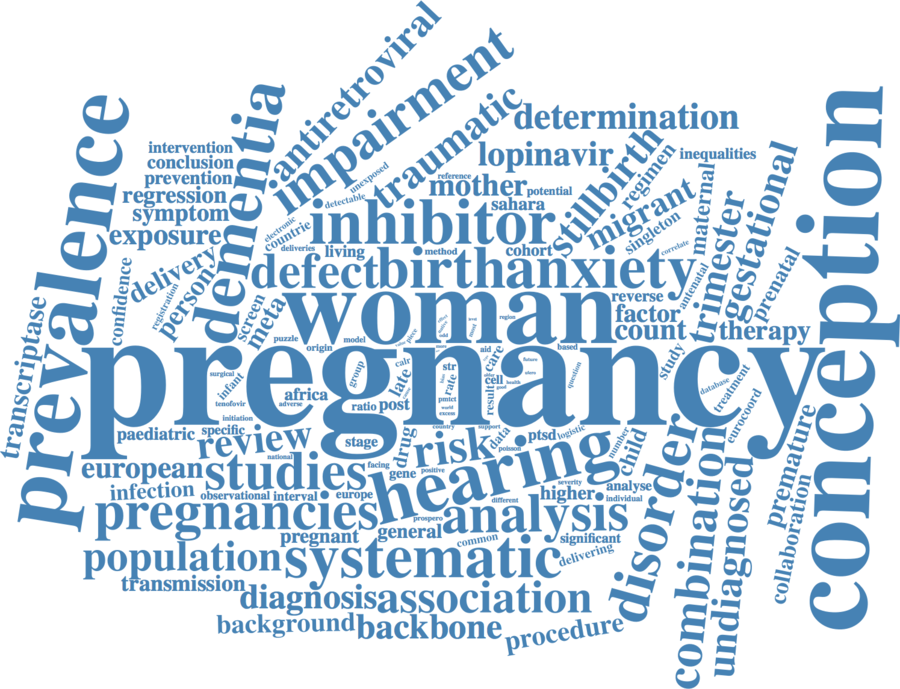 antiretroviral
impairment
prevalence
dementia
traumatic
determination
conception
intervention
conclusion
prevention
regression
symptom
exposure
lopinavir
inequalities
stillbirth
regimen
reference
unexposed
detectable
mother
potential
sahara
migrant
singleton
maternal
gestational
trimester
electronic
countrie
inhibitor
deliveries
living
method
cohort
correlate
delivery
person
confidence
registration
defect
birth
anxiety
antenatal
prenatal
screen
meta
woman
reverse
factor
count
therapy
transcriptase
puzzle
origin
model
region
based
pregnancy
study
database
treatment
eurocoord
surgical
infant
tenofovir
adverse
initiation
africa
group
ratio
post
late
calr
str
rate
pmtct
world
excem
aid
care
cell
health
result
future
question
country
support
paediatric
specific
national
review
stage
drug
risk
data
ptsd
logistic
poisson
number
child
european
studies
facing
gene
positive
hearing
severity
disorder
premature
infection
observational
interval
europe
different
higher
analyse
individual
combination
undiagnosed
collaboration
pregnancies
prospero
analysis
pregnant
general
common
significant
delivering
population
systematic
transmission
diagnosis
association
background
backbone
procedure